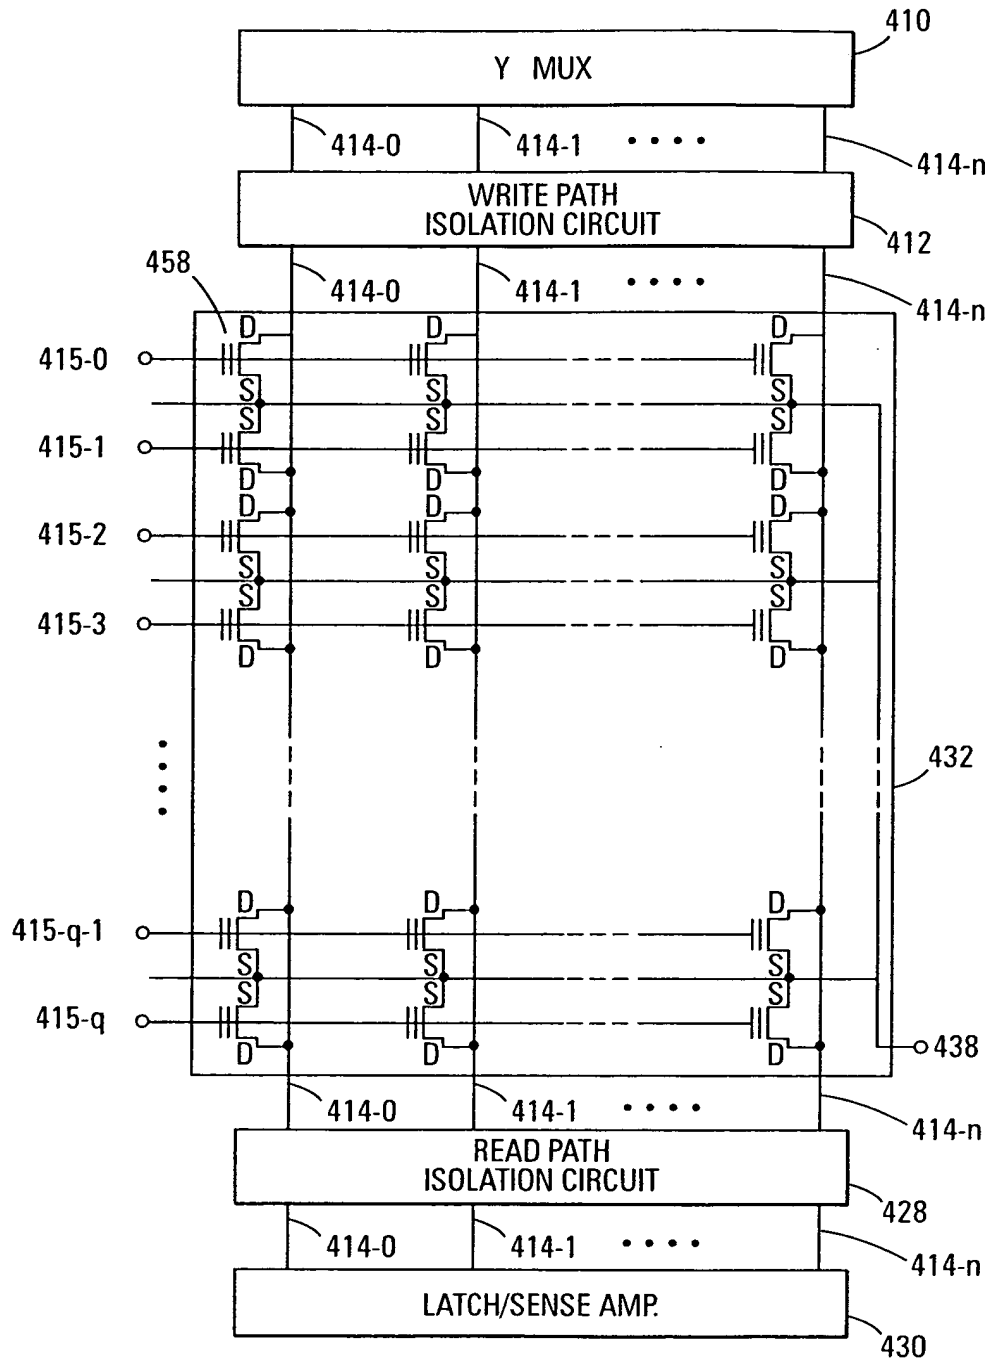 410
Y MUX
414-0 414-1 414-n
WRITE PATH
ISOLATION CIRCUIT
412
458
414-0 414-1 414-n
D D D
415-0
S S S
S S S
415-1
D D D
D D D
415-2
S S S
S S S
415-3
D D D
432
D D D
415-q-1
S S S
S S S
415-q
D D D
438
414-0 414-1 414-n
READ PATH
ISOLATION CIRCUIT
428
414-0 414-1 414-n
LATCH/SENSE AMP.
430